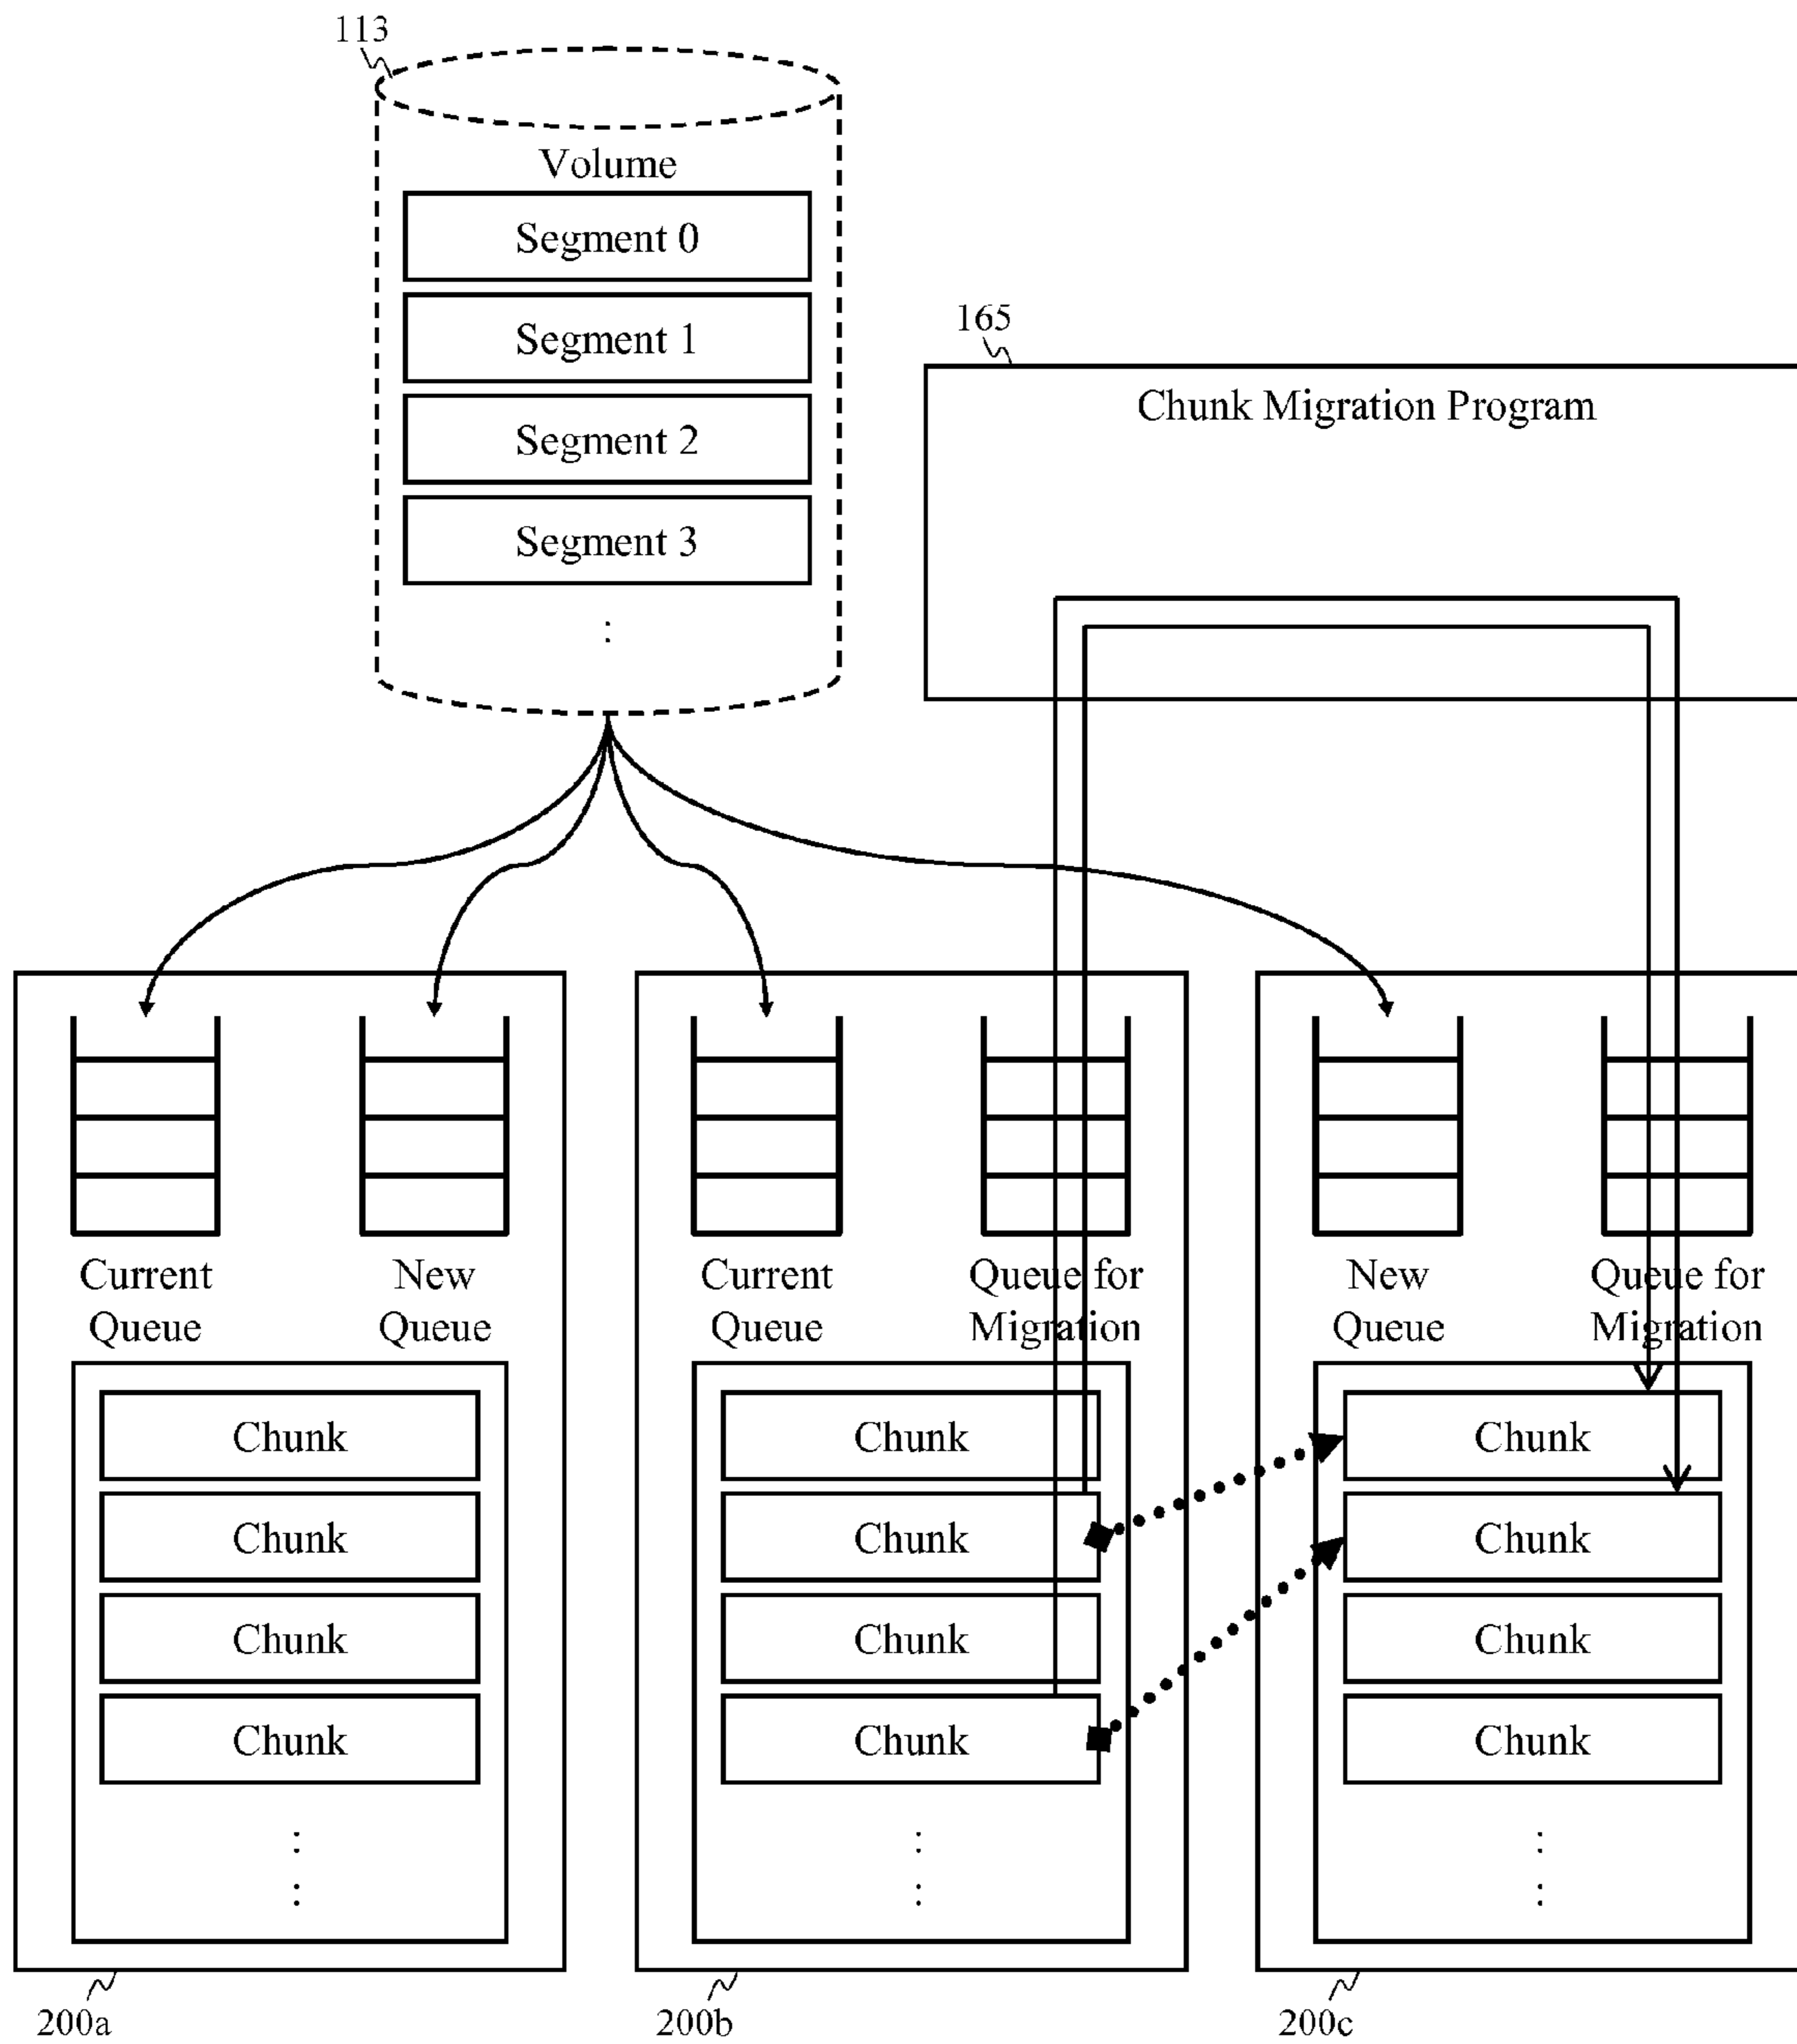 113
Volume
Segment 0
Segment 1
Segment 2
Segment 3
:
165
Chunk Migration Program
Current
Queue
New
Queue
Current
Queue
Queue for
Migration
New
Queue
Queue for
Migration
Chunk
Chunk
Chunk
Chunk
:
:
Chunk
Chunk
Chunk
Chunk
:
:
Chunk
Chunk
Chunk
Chunk
:
:
200a
200b
200c